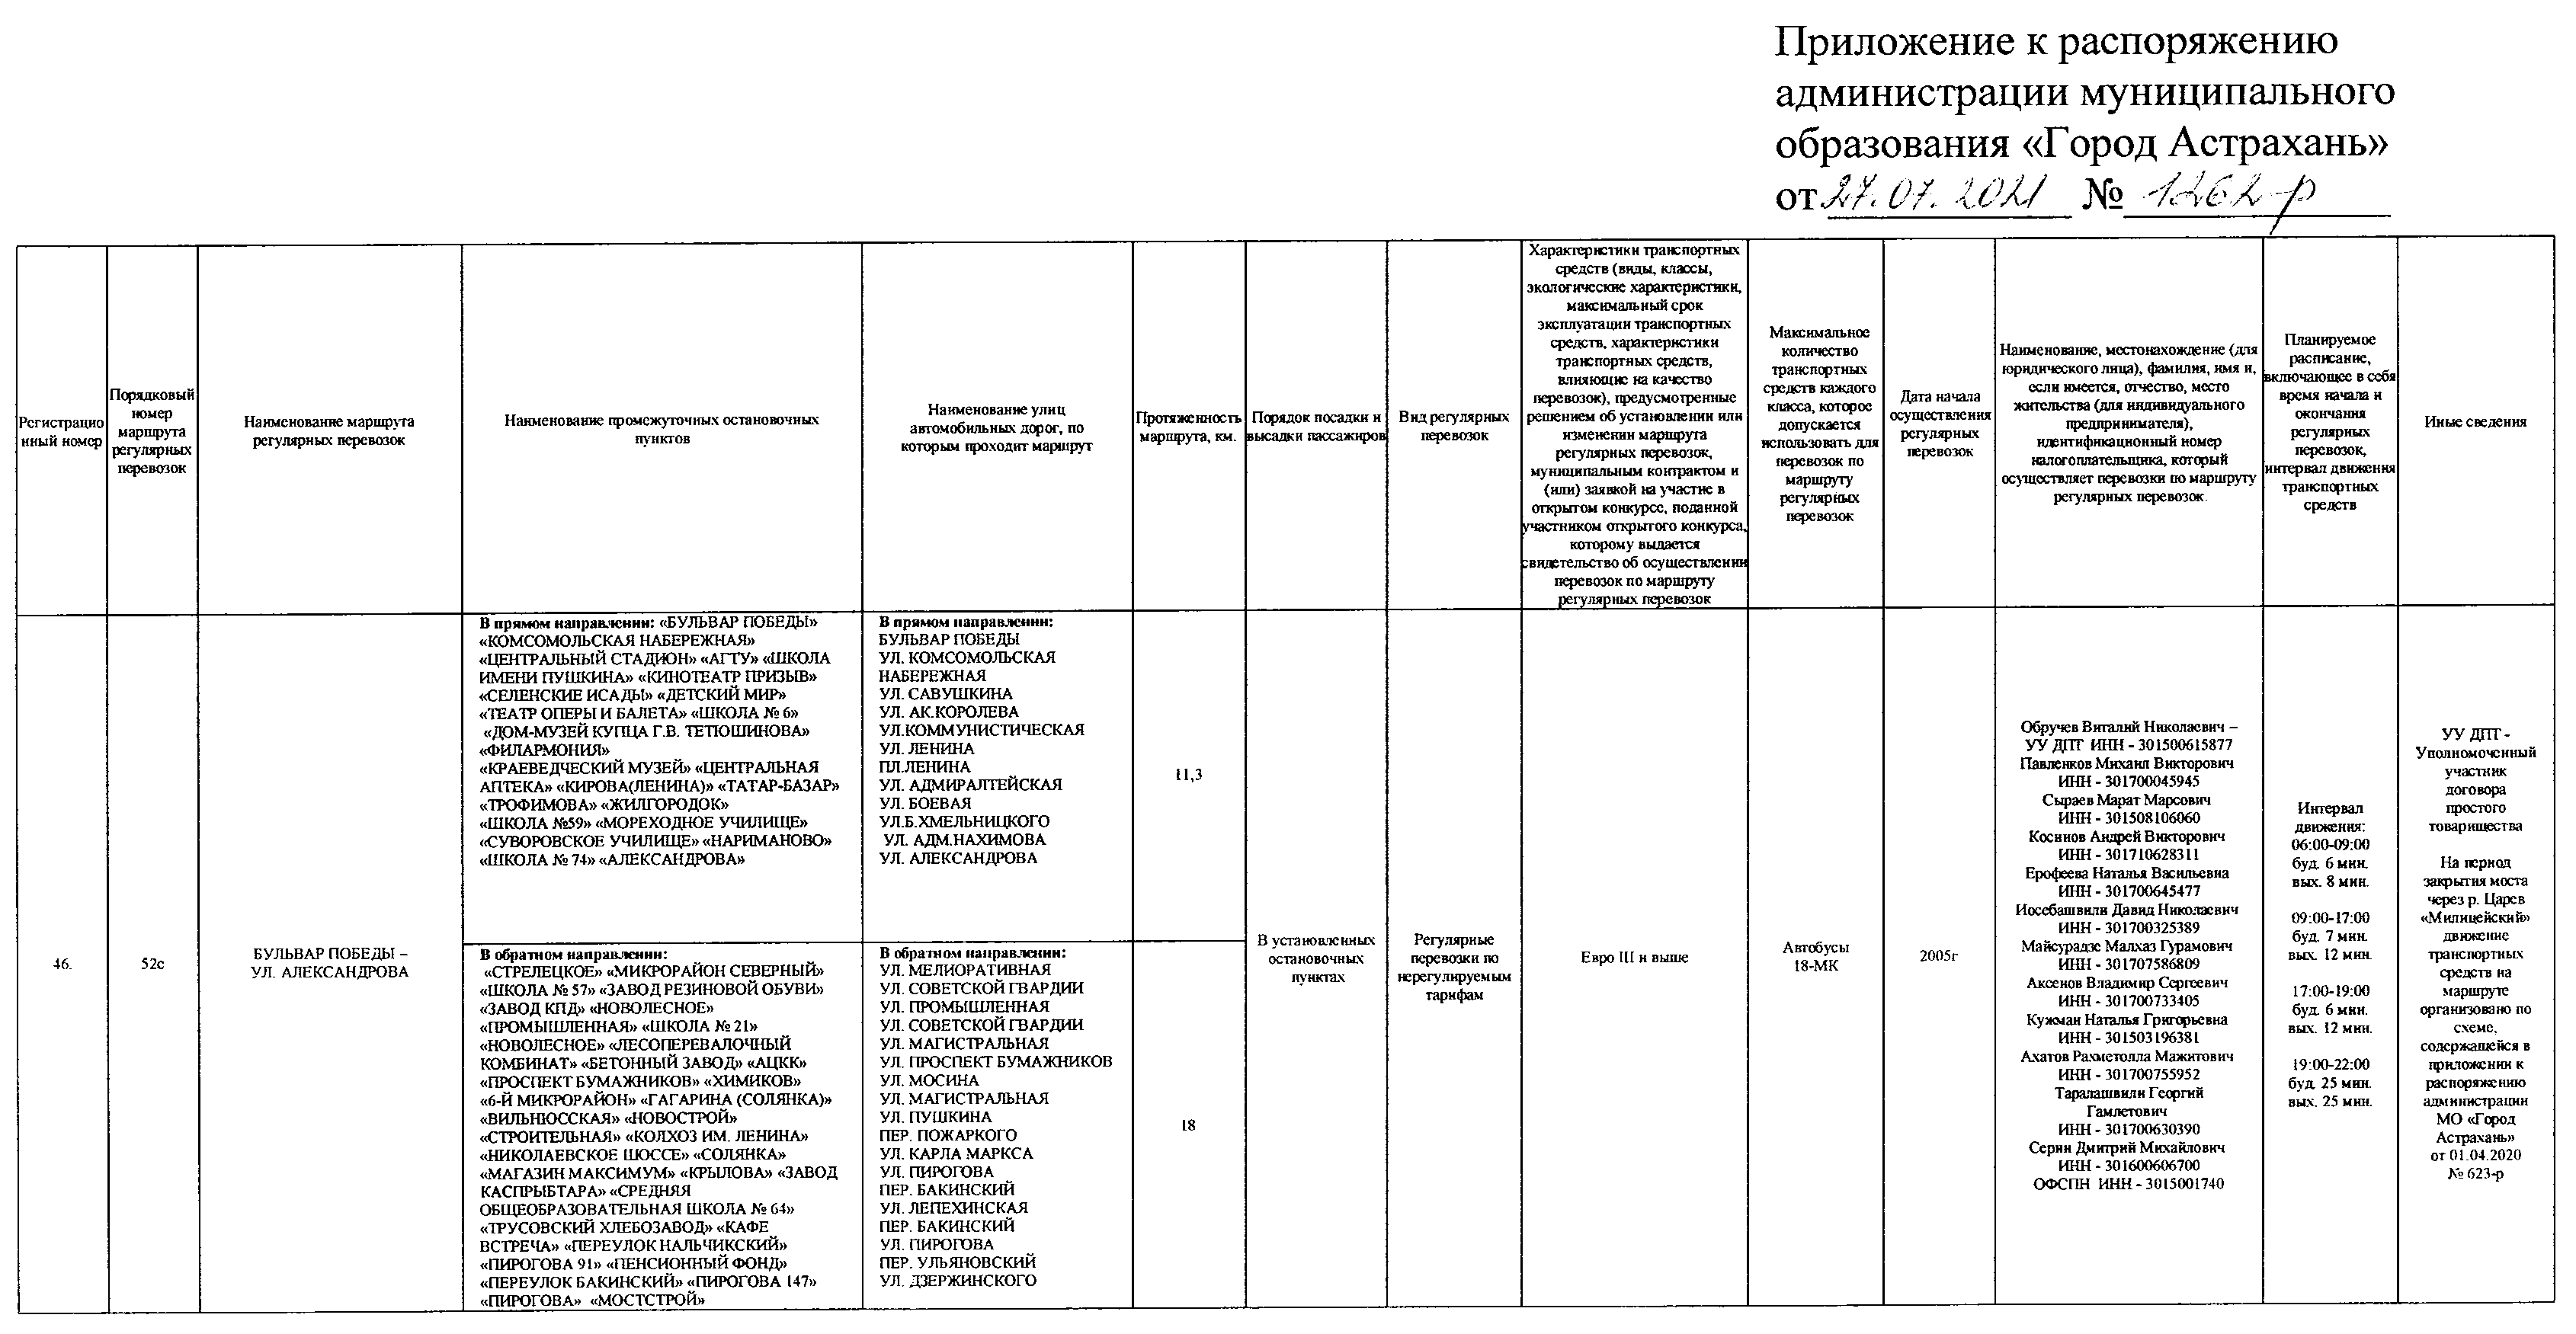 Приложение к распоряжению
администрации муниципального
образования «Город Астрахань»
от 27.07.2021 № 1262-р
Регистрацио
нный номер
Порядковый
номер
маршрута
регулярных
перевозок
Наименование маршрута
регулярных перевозок
Наименование промежуточных остановочных
пунктов
Наименование улиц
автомобильных дорог, по
которым проходит маршрут
Протяженность
маршрута, км.
Порядок посадки и
высадки пассажиров
Вид регулярных
перевозок
Характеристики транспортных
средств (виды, классы,
экологические характеристики,
максимальный срок
эксплуатации транспортных
средств, характеристики
транспортных средств,
влияющие на качество
перевозок), предусмотренные
решением об установлении или
изменении маршрута
регулярных перевозок,
муниципальным контрактом и
(или) заявкой на участие в
открытом конкурсе, поданной
участником открытого конкурса,
которому выдается
свидетельство об осуществлении
перевозок по маршруту
регулярных перевозок
Максимальное
количество
транспортных
средств каждого
класса, которое
допускается
использовать для
перевозок по
маршруту
регулярных
перевозок
Дата начала
осуществления
регулярных
перевозок
Наименование, местонахождение (для
юридического лица), фамилия, имя и,
если имеется, отчество, место
жительства (для индивидуального
предпринимателя),
идентификационный номер
налогоплательщика, который
осуществляет перевозки по маршруту
регулярных перевозок.
Планируемое
расписание,
включающее в себя
время начала и
окончания
регулярных
перевозок,
интервал движения
транспортных
средств
Иные сведения
46.
52с
БУЛЬВАР ПОБЕДЫ –
УЛ. АЛЕКСАНДРОВА
В прямом направлении: «БУЛЬВАР ПОБЕДЫ»
«КОМСОМОЛЬСКАЯ НАБЕРЕЖНАЯ»
«ЦЕНТРАЛЬНЫЙ СТАДИОН» «АГТУ» «ШКОЛА
ИМЕНИ ПУШКИНА» «КИНОТЕАТР ПРИЗЫВ»
«СЕЛЕНСКИЕ ИСАДЫ» «ДЕТСКИЙ МИР»
«ТЕАТР ОПЕРЫ И БАЛЕТА» «ШКОЛА № 6»
«ДОМ-МУЗЕЙ КУПЦА Г.В. ТЕТЮШИНОВА»
«ФИЛАРМОНИЯ»
«КРАЕВЕДЧЕСКИЙ МУЗЕЙ» «ЦЕНТРАЛЬНАЯ
АПТЕКА» «КИРОВА(ЛЕНИНА)» «ТАТАР-БАЗАР»
«ТРОФИМОВА» «ЖИЛГОРОДОК»
«ШКОЛА №59» «МОРЕХОДНОЕ УЧИЛИЩЕ»
«СУВОРОВСКОЕ УЧИЛИЩЕ» «НАРИМАНОВО»
«ШКОЛА № 74» «АЛЕКСАНДРОВА»
В прямом направлении:
БУЛЬВАР ПОБЕДЫ
УЛ. КОМСОМОЛЬСКАЯ
НАБЕРЕЖНАЯ
УЛ. САВУШКИНА
УЛ. АК.КОРОЛЕВА
УЛ.КОММУНИСТИЧЕСКАЯ
УЛ. ЛЕНИНА
ПЛ.ЛЕНИНА
УЛ. АДМИРАЛТЕЙСКАЯ
УЛ. БОЕВАЯ
УЛ.Б.ХМЕЛЬНИЦКОГО
УЛ. АДМ.НАХИМОВА
УЛ. АЛЕКСАНДРОВА
11,3
В обратном направлении:
«СТРЕЛЕЦКОЕ» «МИКРОРАЙОН СЕВЕРНЫЙ»
«ШКОЛА № 57» «ЗАВОД РЕЗИНОВОЙ ОБУВИ»
«ЗАВОД КПД» «НОВОЛЕСНОЕ»
«ПРОМЫШЛЕННАЯ» «ШКОЛА № 21»
«НОВОЛЕСНОЕ» «ЛЕСОПЕРЕВАЛОЧНЫЙ
КОМБИНАТ» «БЕТОННЫЙ ЗАВОД» «АЦКК»
«ПРОСПЕКТ БУМАЖНИКОВ» «ХИМИКОВ»
«6-Й МИКРОРАЙОН» «ГАГАРИНА (СОЛЯНКА)»
«ВИЛЬНЮССКАЯ» «НОВОСТРОЙ»
«СТРОИТЕЛЬНАЯ» «КОЛХОЗ ИМ. ЛЕНИНА»
«НИКОЛАЕВСКОЕ ШОССЕ» «СОЛЯНКА»
«МАГАЗИН МАКСИМУМ» «КРЫЛОВА» «ЗАВОД
КАСПРЫБТАРА» «СРЕДНЯЯ
ОБЩЕОБРАЗОВАТЕЛЬНАЯ ШКОЛА № 64»
«ТРУСОВСКИЙ ХЛЕБОЗАВОД» «КАФЕ
ВСТРЕЧА» «ПЕРЕУЛОК НАЛЬЧИКСКИЙ»
«ПИРОГОВА 91» «ПЕНСИОННЫЙ ФОНД»
«ПЕРЕУЛОК БАКИНСКИЙ» «ПИРОГОВА 147»
«ПИРОГОВА» «МОСТСТРОЙ»
В обратном направлении:
УЛ. МЕЛИОРАТИВНАЯ
УЛ. СОВЕТСКОЙ ГВАРДИИ
УЛ. ПРОМЫШЛЕННАЯ
УЛ. СОВЕТСКОЙ ГВАРДИИ
УЛ. МАГИСТРАЛЬНАЯ
УЛ. ПРОСПЕКТ БУМАЖНИКОВ
УЛ. МОСИНА
УЛ. МАГИСТРАЛЬНАЯ
УЛ. ПУШКИНА
ПЕР. ПОЖАРКОГО
УЛ. КАРЛА МАРКСА
УЛ. ПИРОГОВА
ПЕР. БАКИНСКИЙ
УЛ. ЛЕПЕХИНСКАЯ
ПЕР. БАКИНСКИЙ
УЛ. ПИРОГОВА
ПЕР. УЛЬЯНОВСКИЙ
УЛ. ДЗЕРЖИНСКОГО
18
В установленных
остановочных
пунктах
Регулярные
перевозки по
нерегулируемым
тарифам
Евро III и выше
Автобусы
18-МК
2005г
Обручев Виталий Николаевич –
УУ ДПТ ИНН - 301500615877
Павленков Михаил Викторович
ИНН - 301700045945
Сыраев Марат Марсович
ИНН - 301508106060
Косинов Андрей Викторович
ИНН - 301710628311
Ерофеева Наталья Васильевна
ИНН - 301700645477
Иосебашвили Давид Николаевич
ИНН - 301700325389
Майсурадзе Малхаз Гурамович
ИНН - 301707586809
Аксенов Владимир Сергеевич
ИНН - 301700733405
Кужман Наталья Григорьевна
ИНН - 301503196381
Ахатов Рахметолла Мажитович
ИНН - 301700755952
Таралашвили Георгий
Гамлетович
ИНН - 301700630390
Серин Дмитрий Михайлович
ИНН - 301600606700
ОФСПН ИНН - 3015001740
Интервал
движения:
06:00-09:00
буд. 6 мин.
вых. 8 мин.
09:00-17:00
буд. 7 мин.
вых. 12 мин.
17:00-19:00
буд. 6 мин.
вых. 12 мин.
19:00-22:00
буд. 25 мин.
вых. 25 мин.
УУ ДПТ -
Уполномоченный
участник
договора
простого
товарищества
На период
закрытия моста
через р. Царев
«Милицейский»
движение
транспортных
средств на
маршруте
организовано по
схеме,
содержащейся в
приложении к
распоряжению
администрации
МО «Город
Астрахань»
от 01.04.2020
№ 623-р